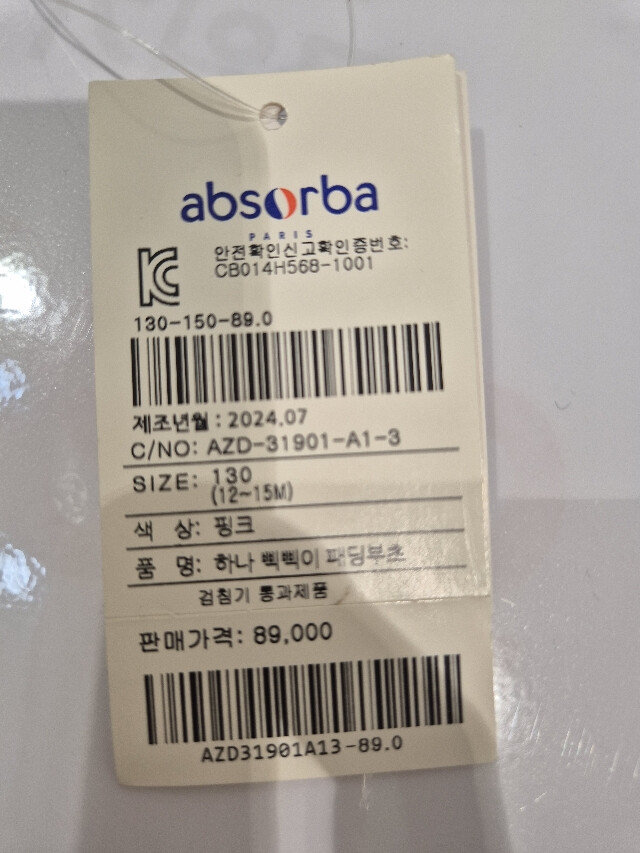 absorba
PARIS
안전확인신고확인증번호:
CB014H568-1001
130-150-89.0
제조년월 : 2024.07
C/NO: AZD-31901-A1-3
SIZE: 130
(12~15M)
색 상: 핑크
품 명: 하나 삑삑이 패딩부츠
검침기 통과제품
판매가격: 89,000
AZD31901A13-89.0